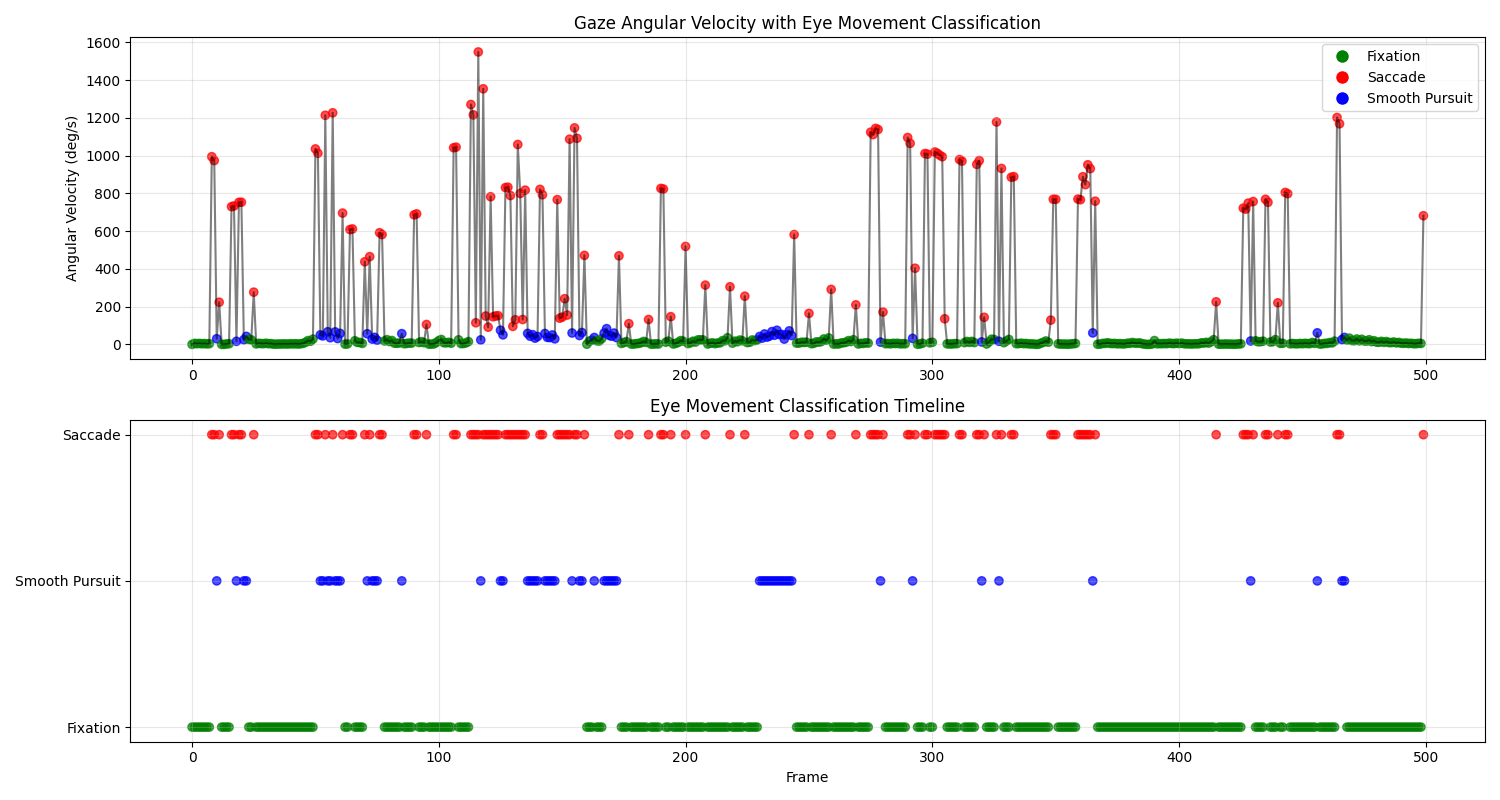 Gaze Angular Velocity with Eye Movement Classification
Angular Velocity (deg/s)
1600
1400
1200
1000
800
600
400
200
0
Fixation
Saccade
Smooth Pursuit
0 100 200 300 400 500
Eye Movement Classification Timeline
Saccade
Smooth Pursuit
Fixation
0 100 200 300 400 500
Frame